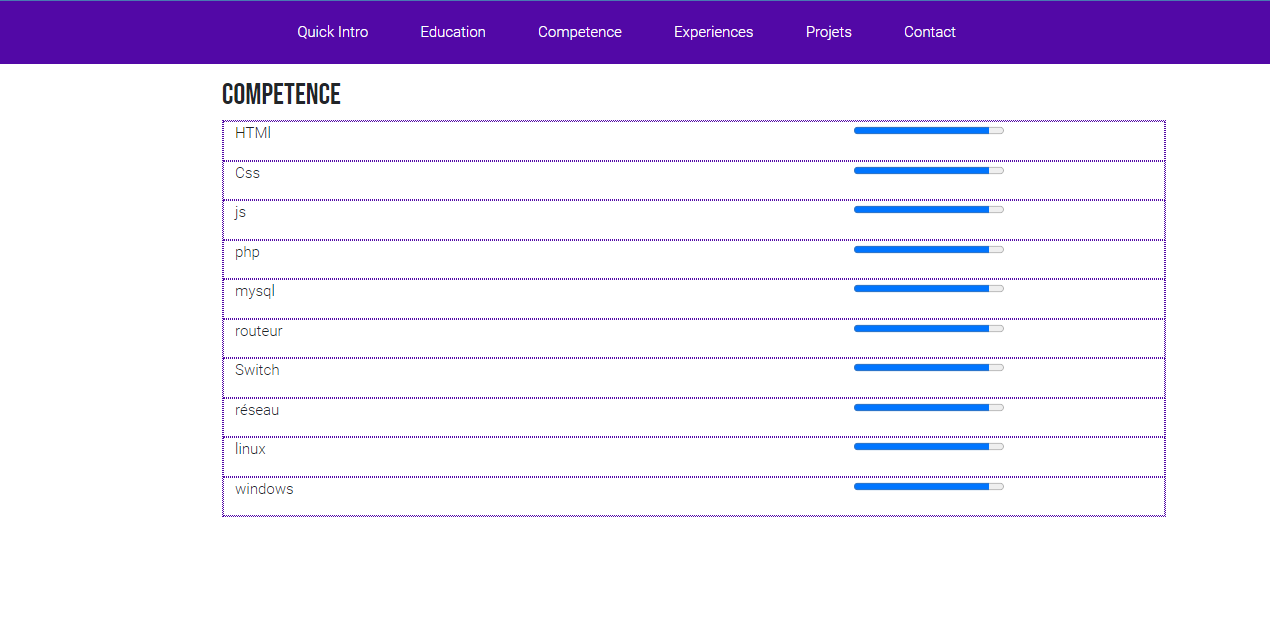 Quick Intro Education Competence Experiences Projets Contact
COMPETENCE
HTMl
Css
js
php
mysql
routeur
Switch
réseau
linux
windows